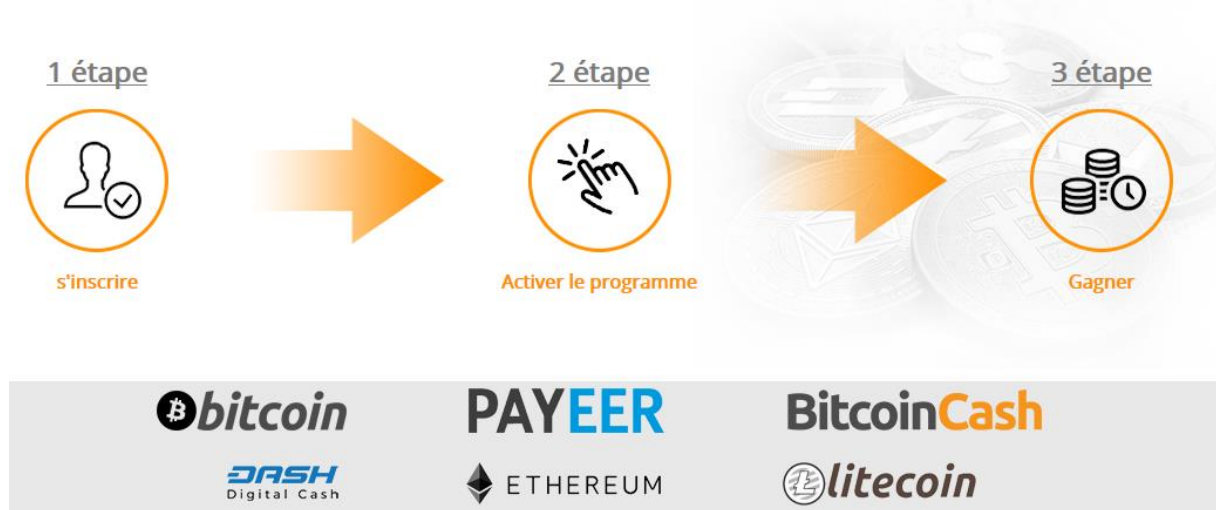 1 étape
2 étape
3 étape
s'inscrire
Activer le programme
Gagner
bitcoin
PAYEER
BitcoinCash
DASH
Digital Cash
ETHEREUM
litecoin